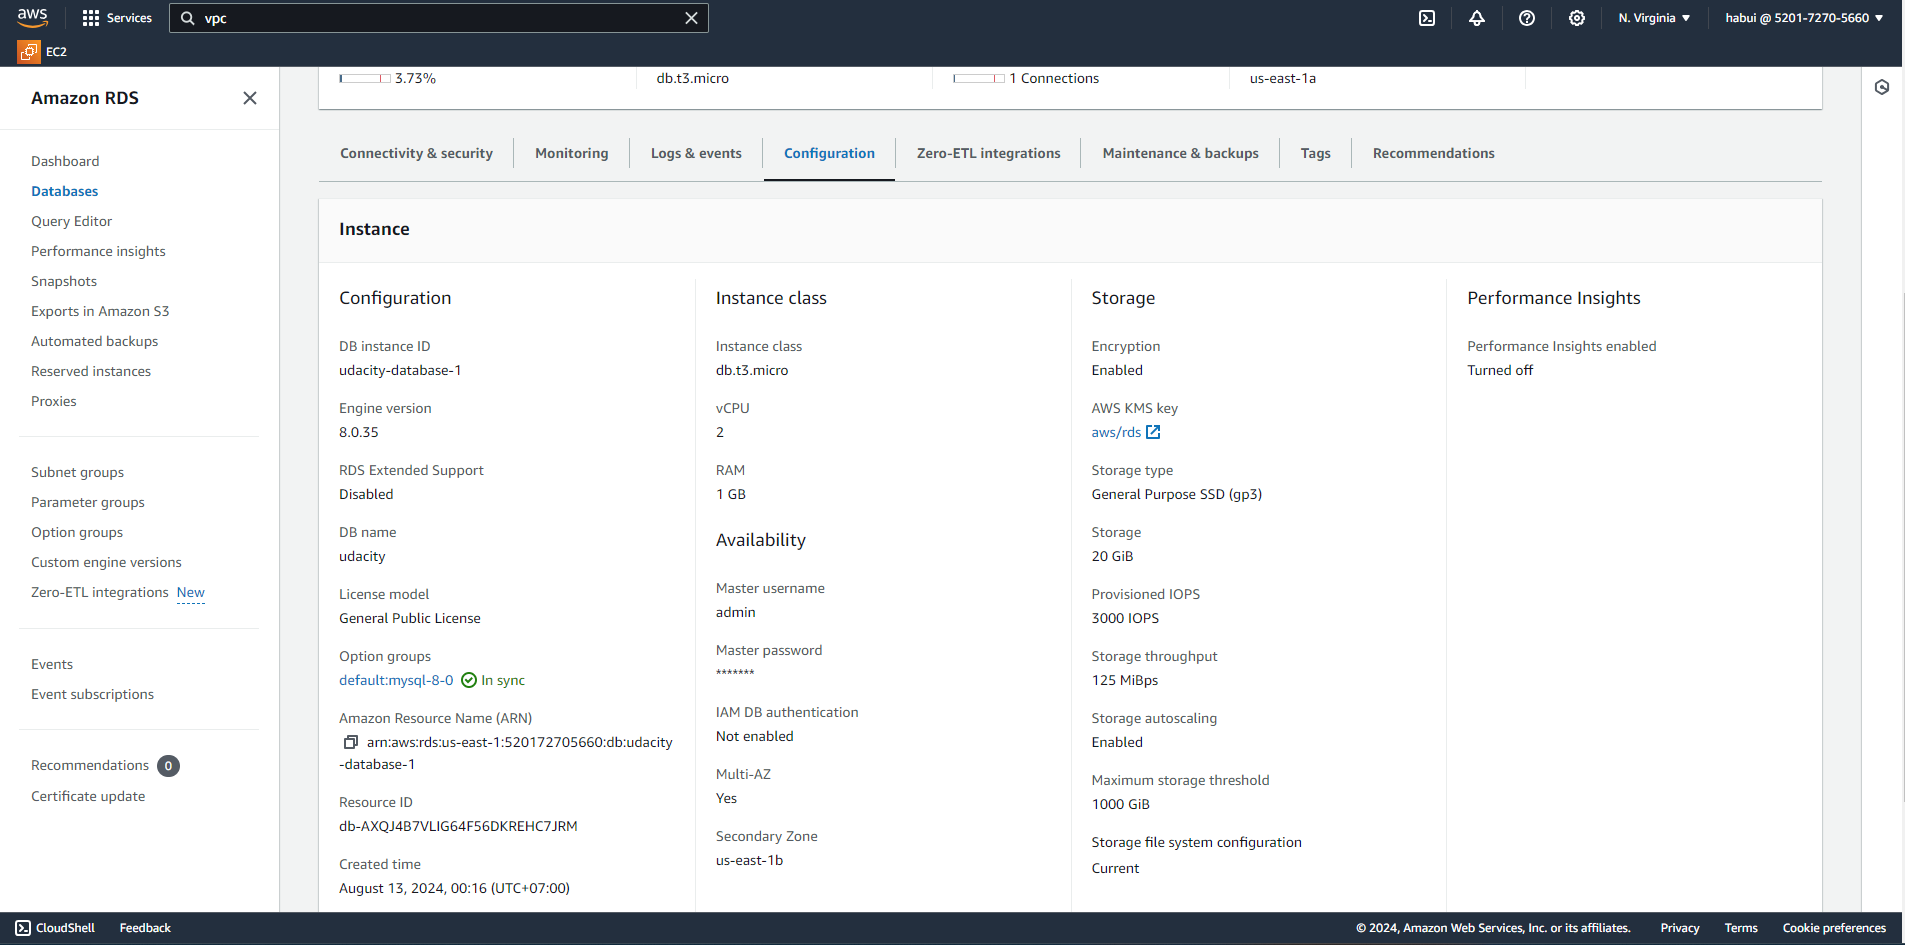 aws
Services
vpc
N. Virginia
habui @ 5201-7270-5660
EC2
Amazon RDS
Dashboard
Databases
Query Editor
Performance insights
Snapshots
Exports in Amazon S3
Automated backups
Reserved instances
Proxies
Subnet groups
Parameter groups
Option groups
Custom engine versions
Zero-ETL integrations New
Events
Event subscriptions
Recommendations 0
Certificate update
3.73%
db.t3.micro
1 Connections
us-east-1a
Connectivity & security
Monitoring
Logs & events
Configuration
Zero-ETL integrations
Maintenance & backups
Tags
Recommendations
Instance
Configuration
DB instance ID
udacity-database-1
Engine version
8.0.35
RDS Extended Support
Disabled
DB name
udacity
License model
General Public License
Option groups
default:mysql-8-0 In sync
Amazon Resource Name (ARN)
arn:aws:rds:us-east-1:520172705660:db:udacity
-database-1
Resource ID
db-AXQJ4B7VLIG64F56DKREHC7JRM
Created time
August 13, 2024, 00:16 (UTC+07:00)
Instance class
Instance class
db.t3.micro
vCPU
2
RAM
1 GB
Availability
Master username
admin
Master password
*******
IAM DB authentication
Not enabled
Multi-AZ
Yes
Secondary Zone
us-east-1b
Storage
Encryption
Enabled
AWS KMS key
aws/rds
Storage type
General Purpose SSD (gp3)
Storage
20 GiB
Provisioned IOPS
3000 IOPS
Storage throughput
125 MiBps
Storage autoscaling
Enabled
Maximum storage threshold
1000 GiB
Storage file system configuration
Current
Performance Insights
Performance Insights enabled
Turned off
CloudShell
Feedback
© 2024, Amazon Web Services, Inc. or its affiliates.
Privacy
Terms
Cookie preferences